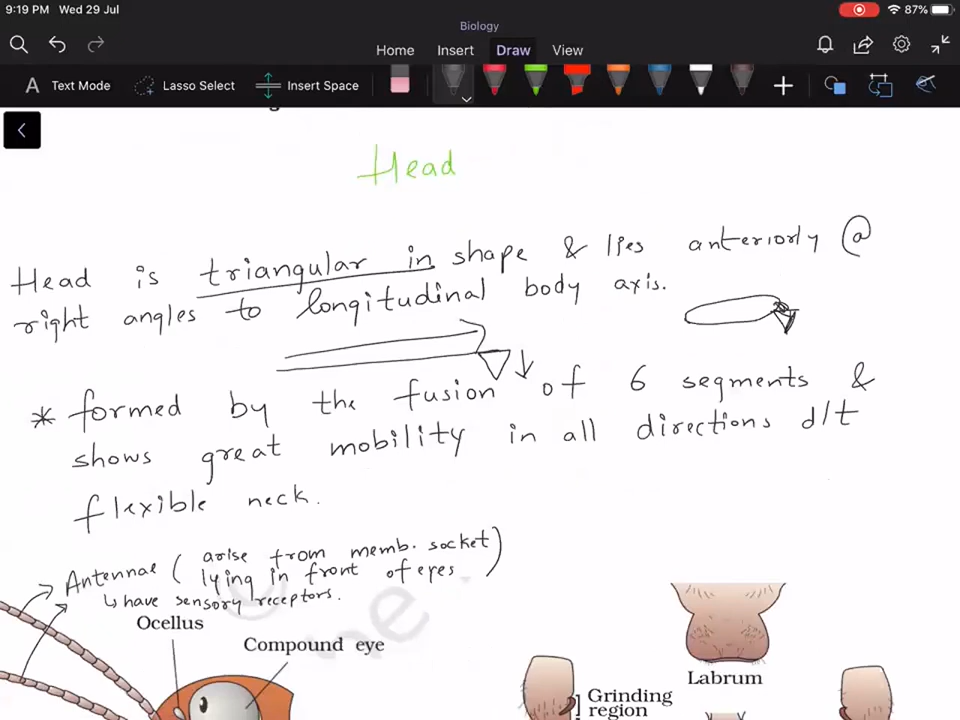 9:19 PM Wed 29 Jul
87%
Biology
Home Insert Draw View
A Text Mode Lasso Select Insert Space
Head
Head is triangular in shape & lies anteriorly @
right angles to longitudinal body axis.
* formed by the fusion of 6 segments &
shows great mobility in all directions d/t
flexible neck.
Antennae ( arise from memb. socket
lying in front of eyes )
↳ have sensory receptors.
Ocellus
Compound eye
Labrum
Grinding
region